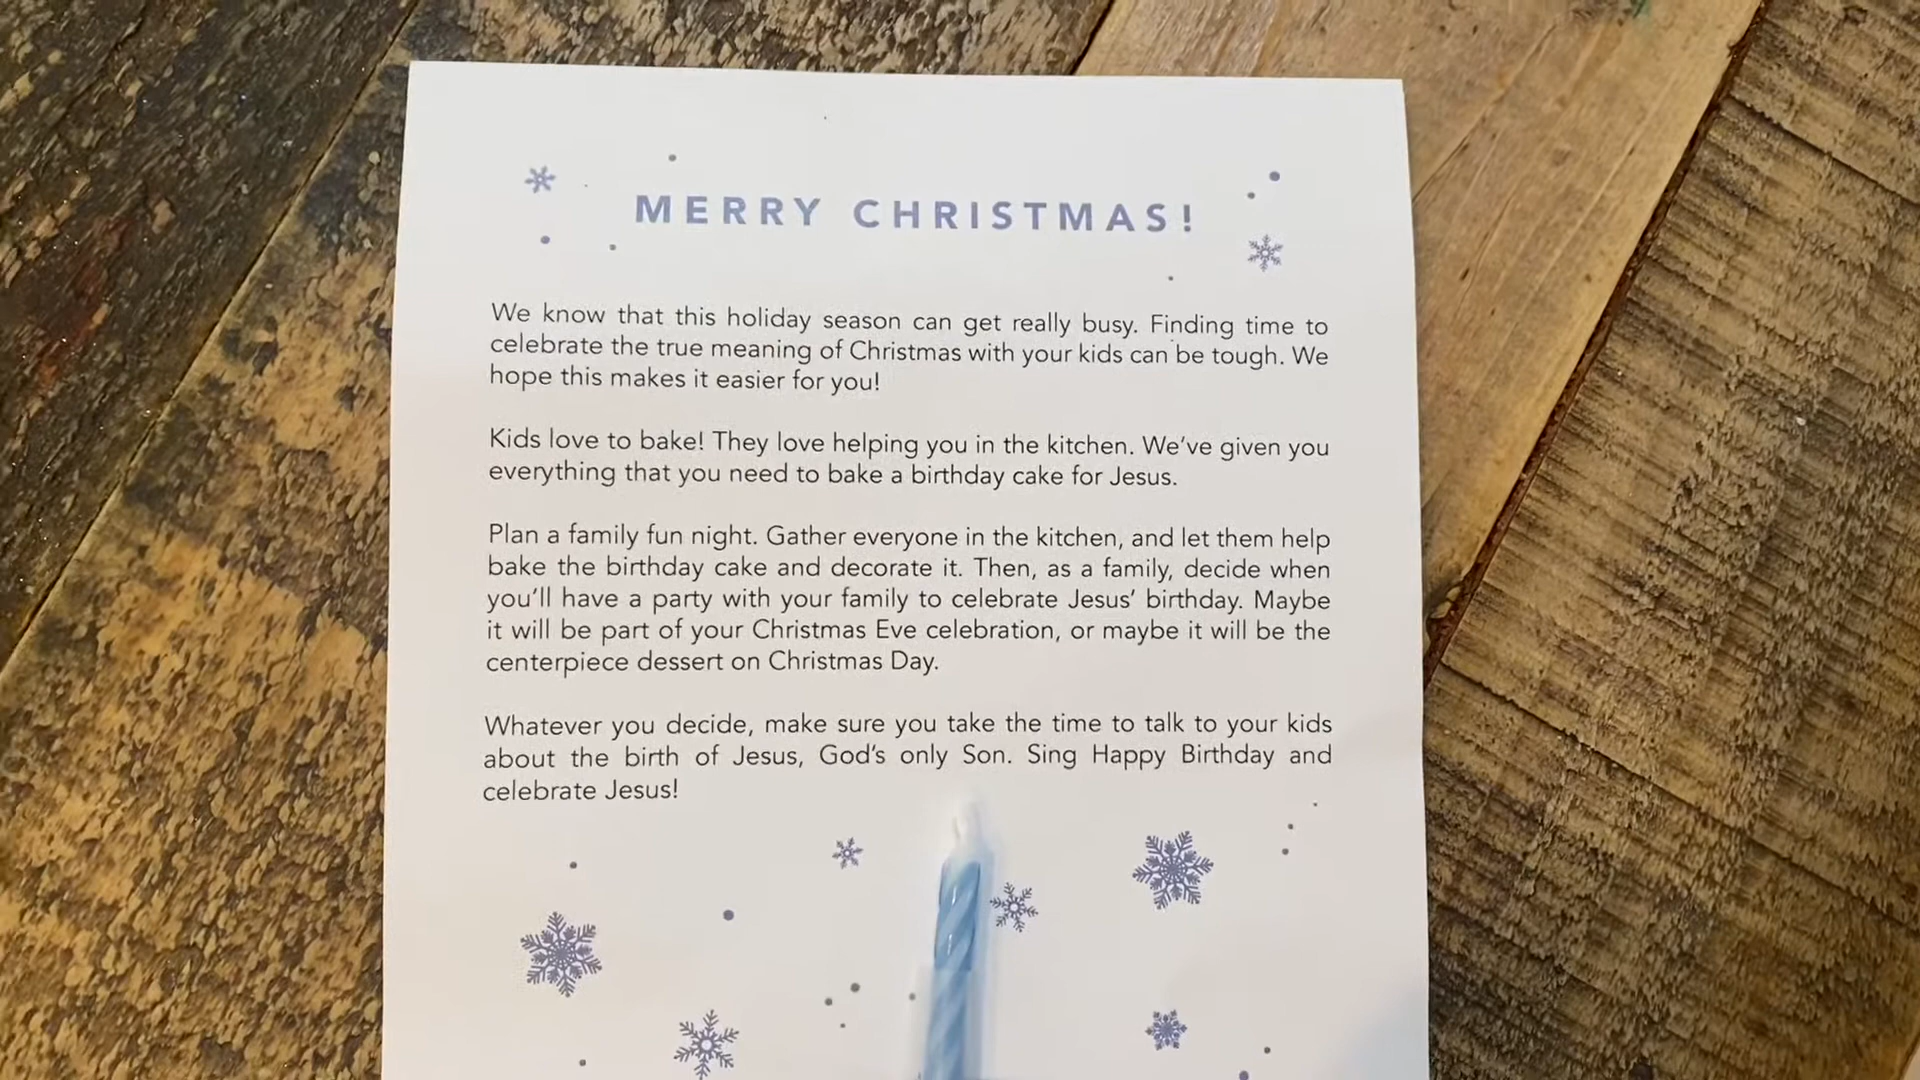 MERRY CHRISTMAS!
We know that this holiday season can get really busy. Finding time to
celebrate the true meaning of Christmas with your kids can be tough. We
hope this makes it easier for you!
Kids love to bake! They love helping you in the kitchen. We've given you
everything that you need to bake a birthday cake for Jesus.
Plan a family fun night. Gather everyone in the kitchen, and let them help
bake the birthday cake and decorate it. Then, as a family, decide when
you'll have a party with your family to celebrate Jesus' birthday. Maybe
it will be part of your Christmas Eve celebration, or maybe it will be the
centerpiece dessert on Christmas Day.
Whatever you decide, make sure you take the time to talk to your kids
about the birth of Jesus, God's only Son. Sing Happy Birthday and
celebrate Jesus!